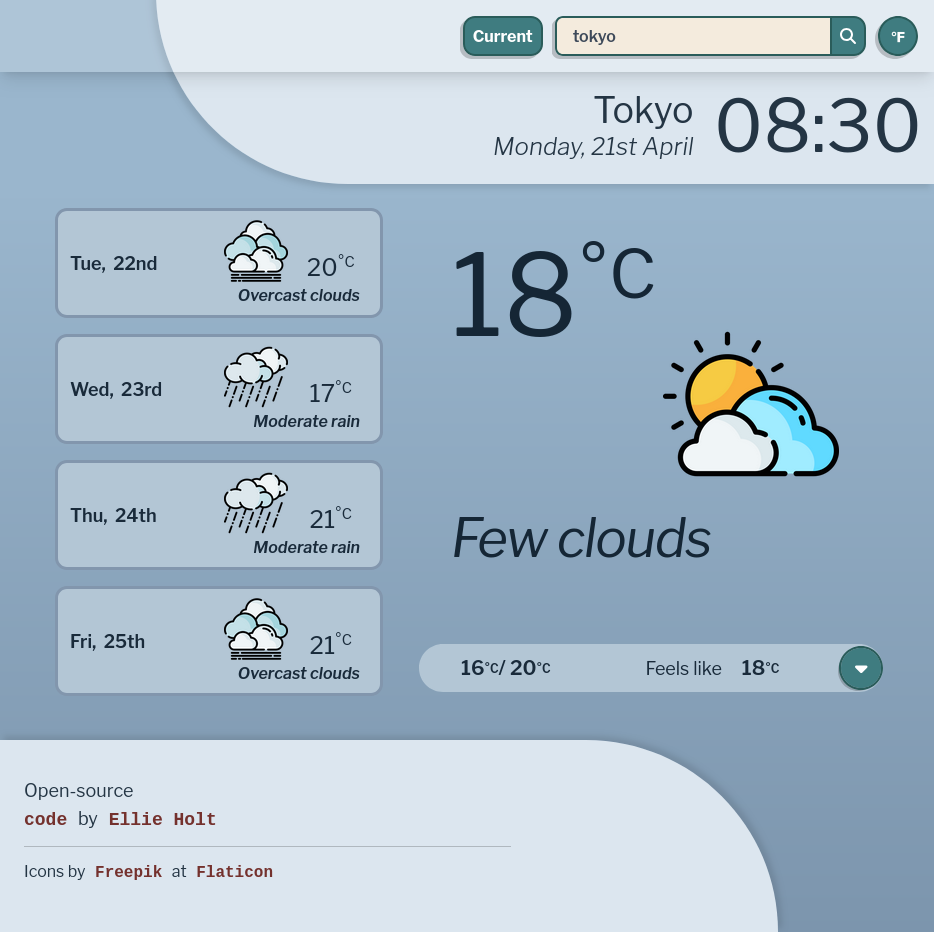 Current
tokyo
°F
Tokyo
Monday, 21st April
08:30
Tue, 22nd
20°C
Overcast clouds
Wed, 23rd
17°C
Moderate rain
Thu, 24th
21°C
Moderate rain
Fri, 25th
21°C
Overcast clouds
18°C
Few clouds
16°C/ 20°C
Feels like 18°C
Open-source
code by Ellie Holt
Icons by Freepik at Flaticon